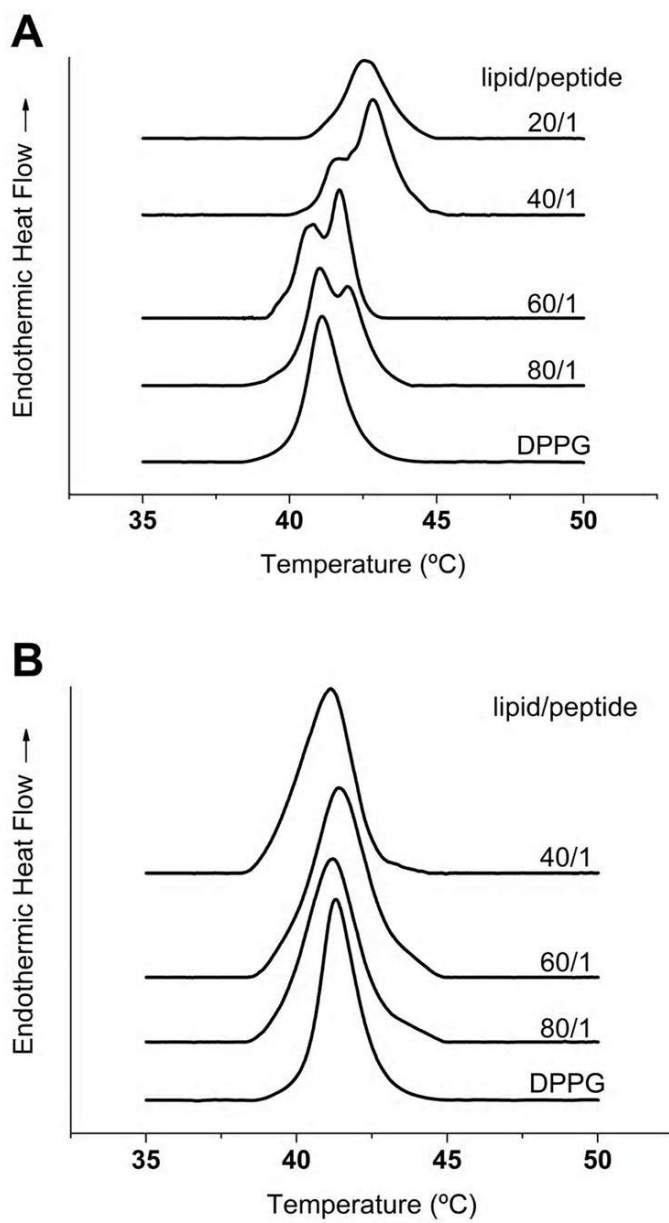 A
lipid/peptide
20/1
40/1
60/1
80/1
DPPG
Endothermic Heat Flow →
35 40 45 50
Temperature (ºC)
B
lipid/peptide
40/1
60/1
80/1
DPPG
Endothermic Heat Flow →
35 40 45 50
Temperature (ºC)